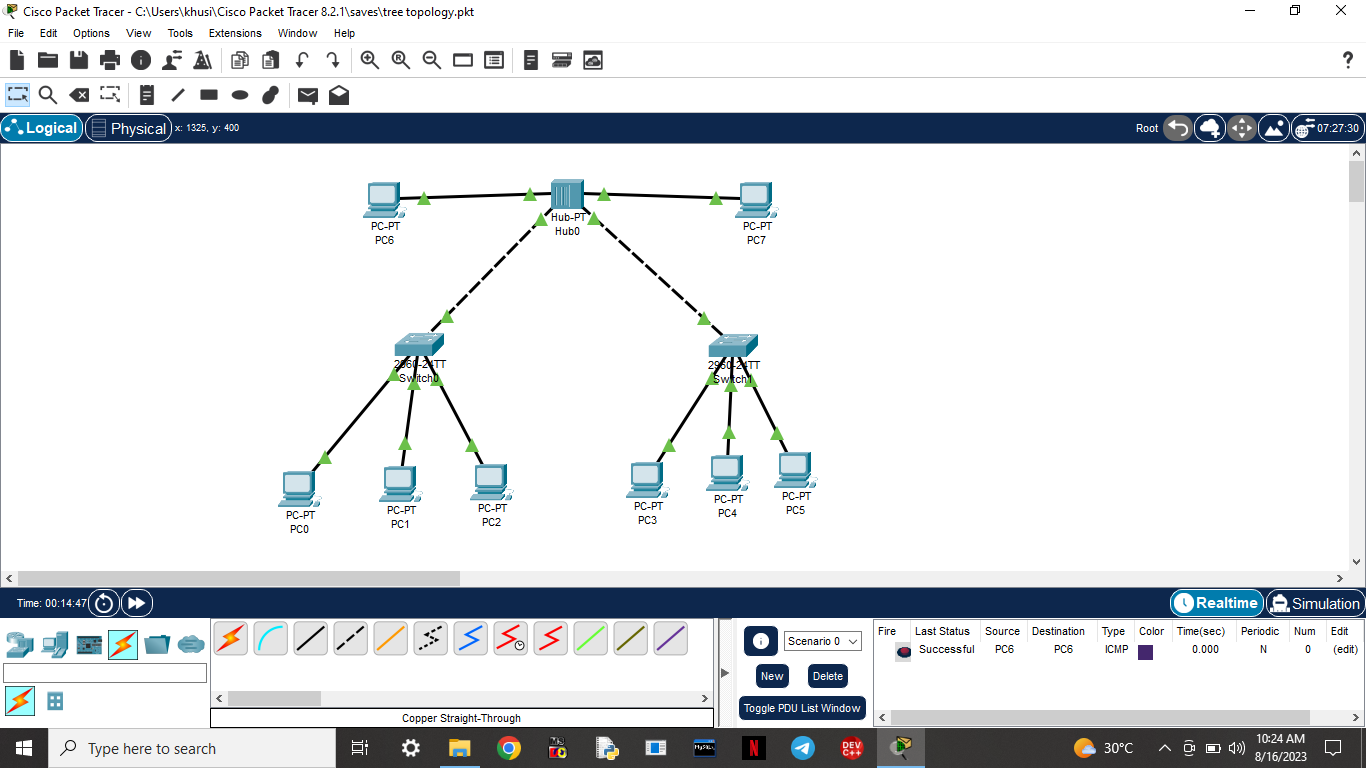 Cisco Packet Tracer - C:\Users\khusi\Cisco Packet Tracer 8.2.1\saves\tree topology.pkt
File Edit Options View Tools Extensions Window Help
Logical Physical x: 1325, y: 400 Root 07:27:30
PC-PT
PC6
Hub-PT
Hub0
PC-PT
PC7
2960-24TT
Switch0
2960-24TT
Switch1
PC-PT
PC0
PC-PT
PC1
PC-PT
PC2
PC-PT
PC3
PC-PT
PC4
PC-PT
PC5
Time: 00:14:47 Realtime Simulation
Copper Straight-Through
Scenario 0
New Delete
Toggle PDU List Window
Fire Last Status Source Destination Type Color Time(sec) Periodic Num Edit
Successful PC6 PC6 ICMP 0.000 N 0 (edit)
Type here to search
MySQL
N
DEV
C++
30°C
10:24 AM
8/16/2023